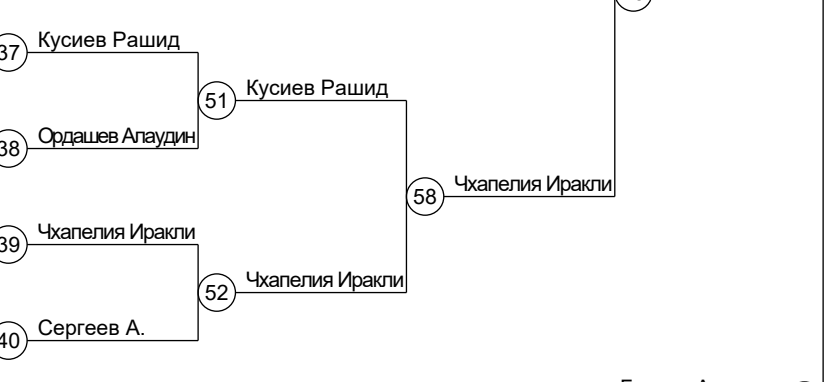 37
Кусиев Рашид
51
Кусиев Рашид
38
Ордашев Алаудин
58
Чхапелия Иракли
39
Чхапелия Иракли
52
Чхапелия Иракли
40
Сергеев А.